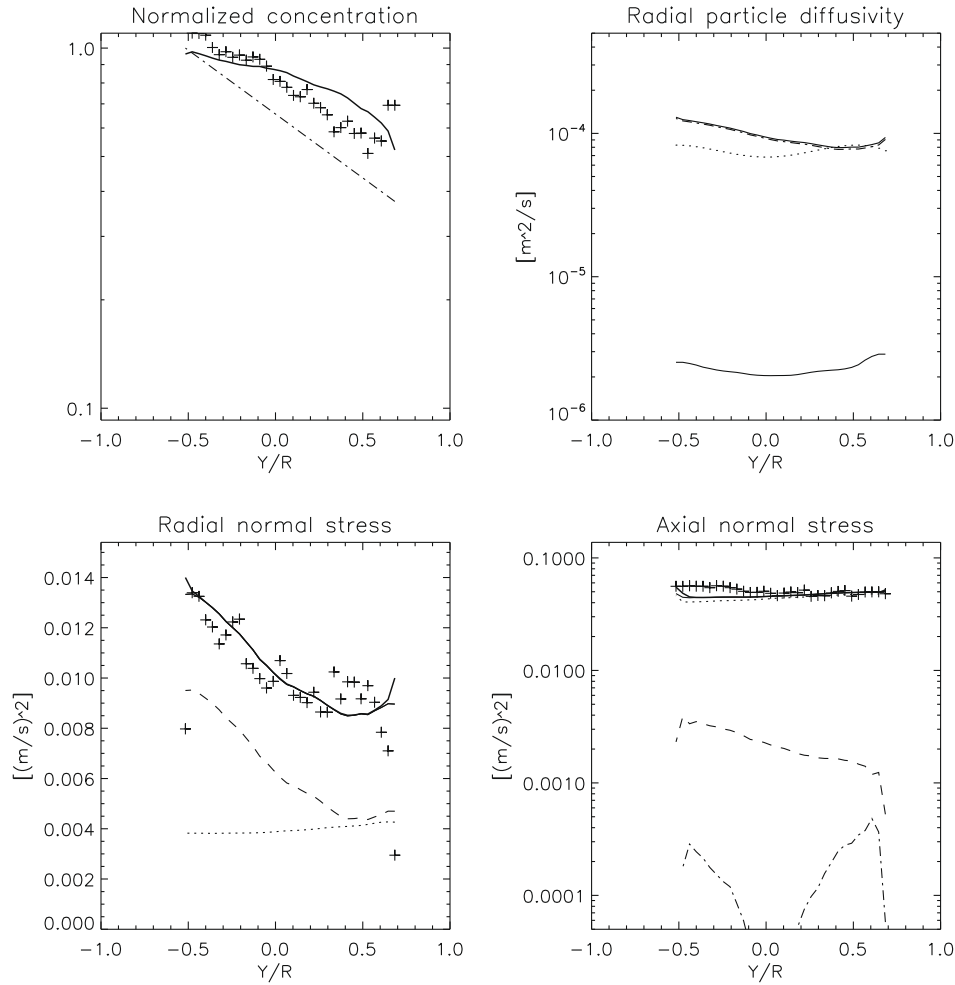 Normalized concentration
1.0
0.1
−1.0 −0.5 0.0 0.5 1.0
Y/R
Radial particle diffusivity
[m^2/s]
10−4
10−5
10−6
−1.0 −0.5 0.0 0.5 1.0
Y/R
Radial normal stress
[(m/s)^2]
0.014
0.012
0.010
0.008
0.006
0.004
0.002
0.000
−1.0 −0.5 0.0 0.5 1.0
Y/R
Axial normal stress
[(m/s)^2]
0.1000
0.0100
0.0010
0.0001
−1.0 −0.5 0.0 0.5 1.0
Y/R